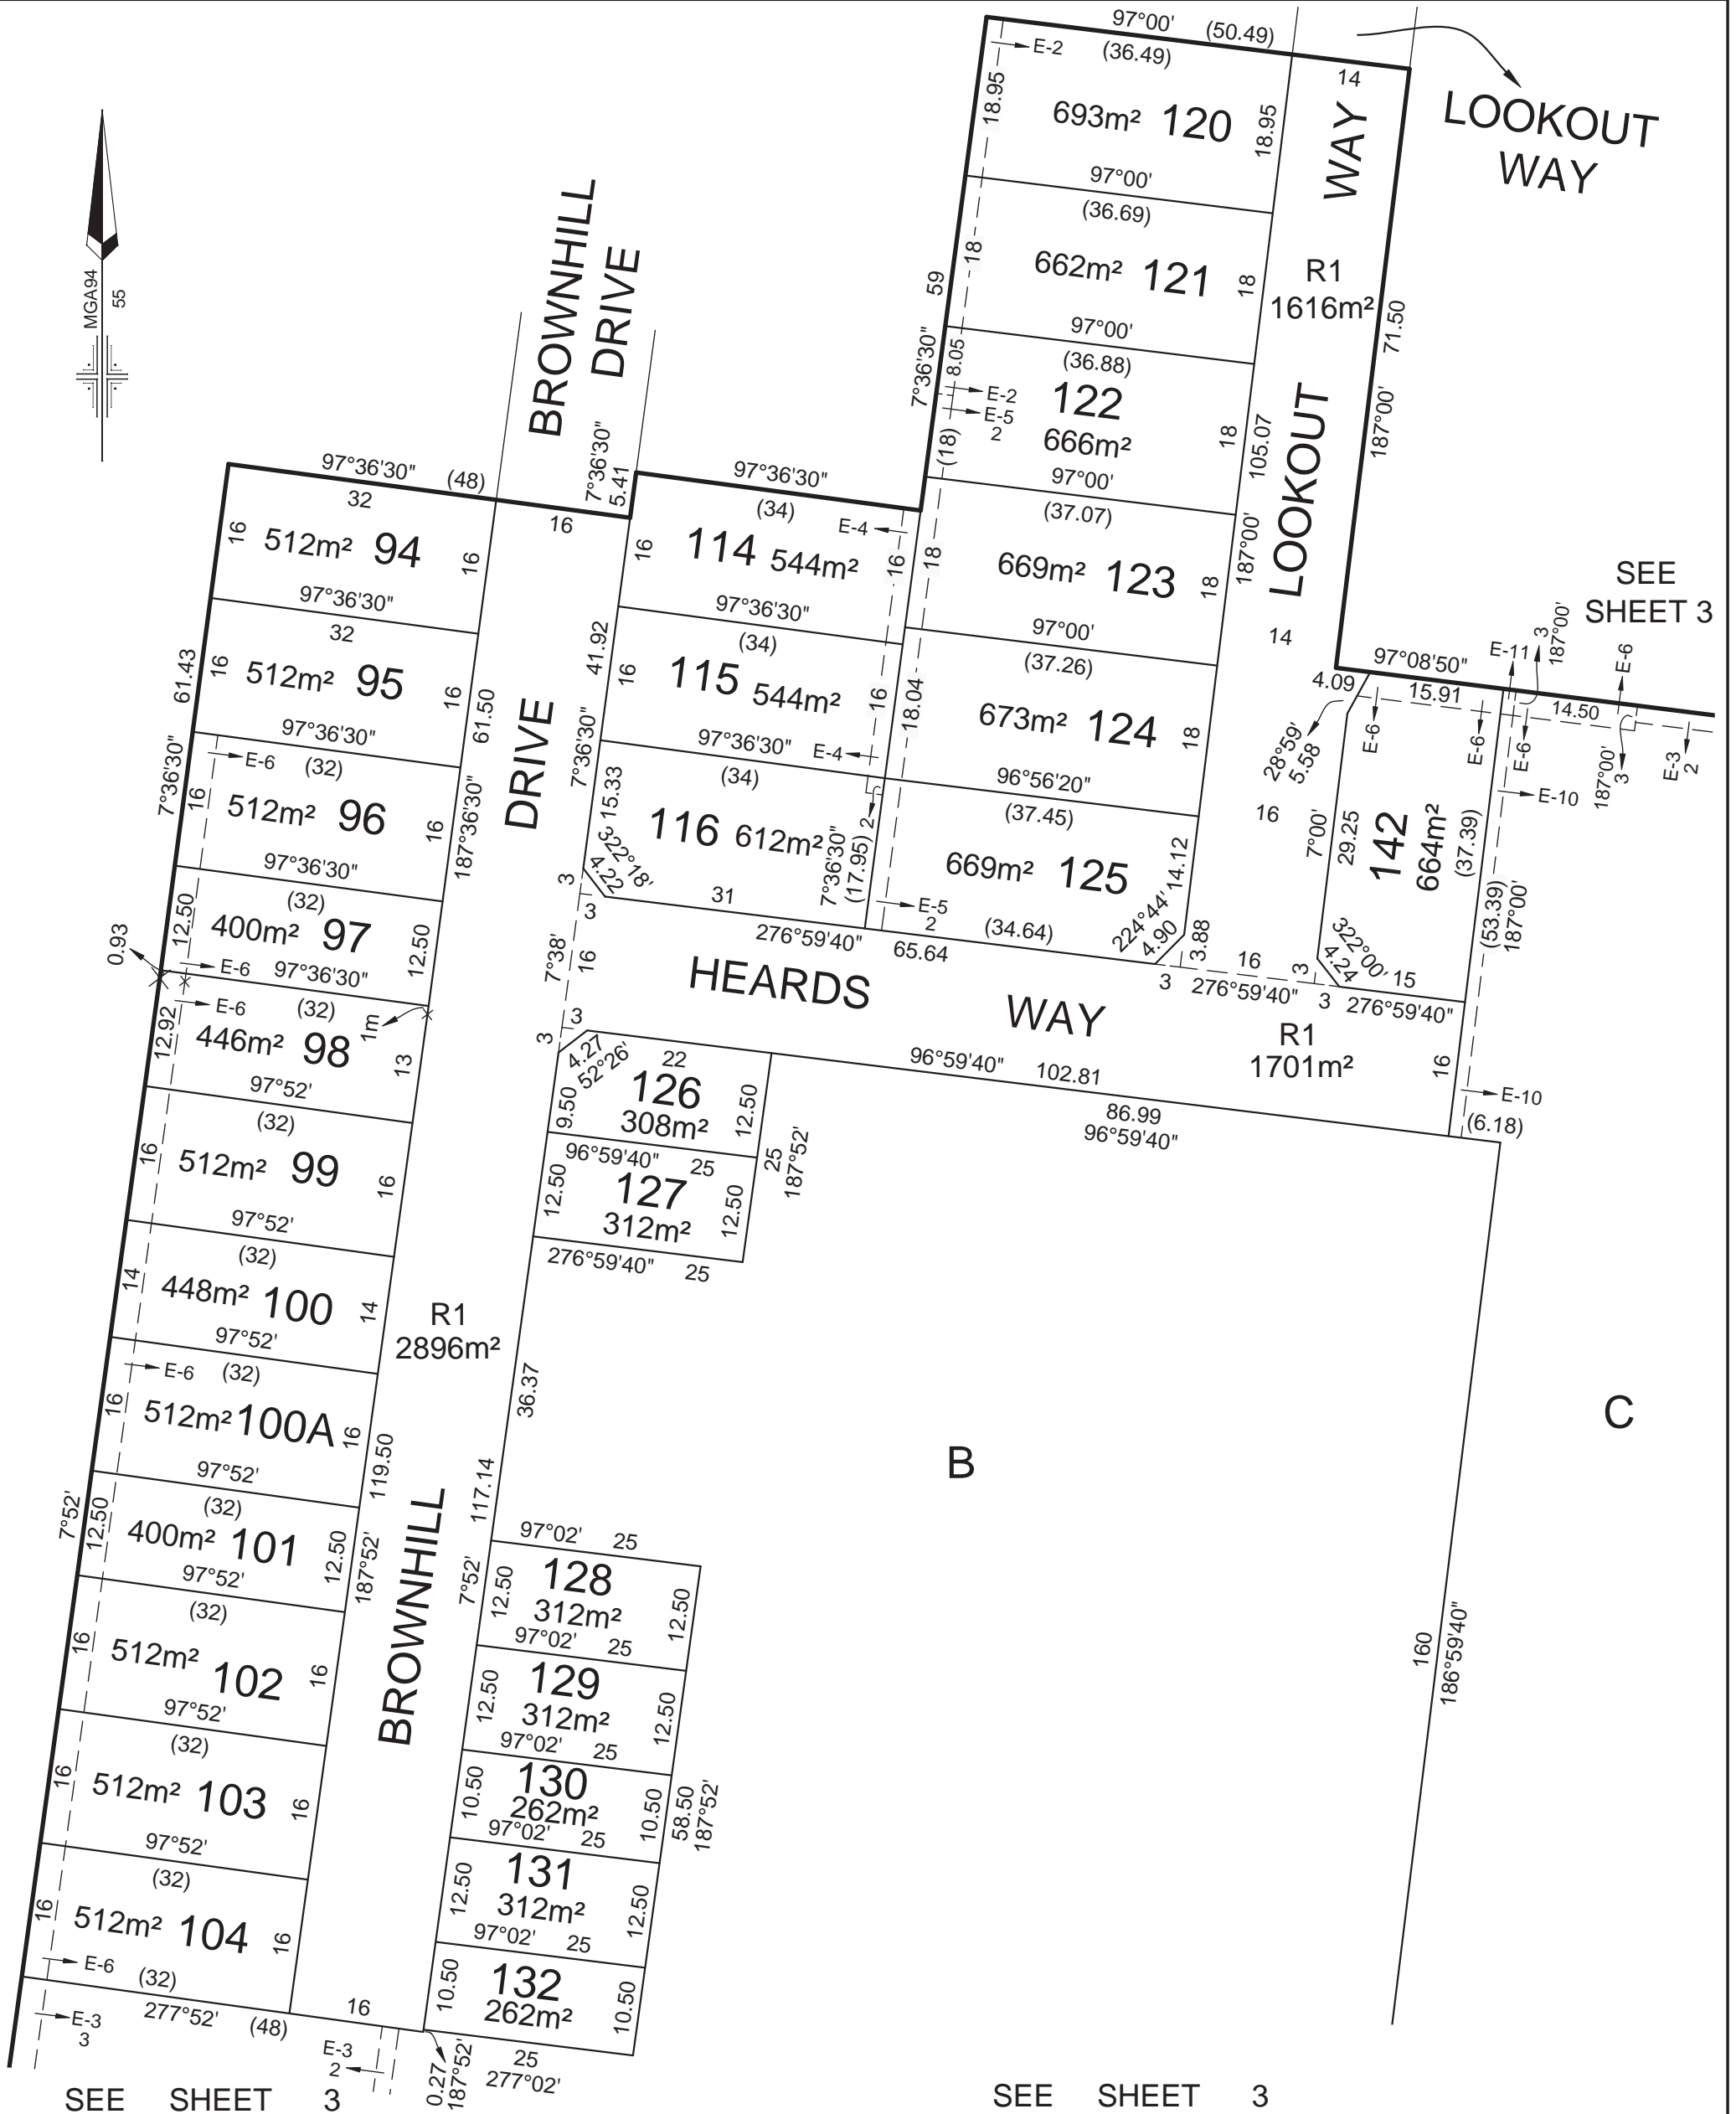 97°00' (50.49)
E-2 (36.49)
14
LOOKOUT
WAY
18.95
693m² 120
18.95
WAY
97°00'
(36.69)
18
662m² 121
18
R1
1616m²
59
71.50
97°00'
(36.88)
8.05
7°36'30"
E-2
E-5
2
122
666m²
18
(18)
105.07
187°00'
97°00'
(37.07)
LOOKOUT
MGA94
55
BROWNHILL
DRIVE
7°36'30"
5.41
97°36'30" (48)
32
16
97°36'30"
(34)
E-4
16
512m² 94
16
16
114 544m²
16
18
669m² 123
18
187°00'
97°36'30"
32
97°36'30"
(34)
97°00'
(37.26)
14
SEE
SHEET 3
61.43
16
512m² 95
16
61.50
41.92
16
115 544m²
16
18.04
673m² 124
18
97°08'50"
E-11
3
187°00'
E-6
4.09
15.91
14.50
E-6
E-6
E-6
187°00'
3
E-3
2
28°59'
5.58
97°36'30"
E-6 (32)
DRIVE
7°36'30"
97°36'30" E-4
(34)
96°56'20"
(37.45)
7°36'30"
16
512m² 96
16
187°36'30"
15.33
116 612m²
2
7°36'30"
(17.95)
16
7°00'
29.25
142
664m²
(37.39)
E-10
322°18'
4.22
669m² 125
14.12
97°36'30"
(32)
3
3
31
E-5
2
(34.64)
224°44'
4.90
3.88
322°00'
4.24
(53.39)
187°00'
0.93
12.50
400m² 97
12.50
276°59'40"
65.64
16
3
15
E-6 97°36'30"
7°38'
16
3
276°59'40"
3
276°59'40"
E-6 (32)
HEARDS WAY
12.92
446m² 98
1m
13
3
3
R1
1701m²
16
97°52'
(32)
4.27
52°26'
22
126
308m²
9.50
12.50
96°59'40" 102.81
E-10
(6.18)
86.99
96°59'40"
16
512m² 99
16
96°59'40" 25
25
187°52'
12.50
127
312m²
12.50
97°52'
(32)
276°59'40" 25
14
448m² 100
14
R1
2896m²
97°52'
E-6 (32)
36.37
16
512m² 100A
16
119.50
C
B
97°52'
(32)
117.14
7°52'
12.50
400m² 101
12.50
187°52'
BROWNHILL
7°52'
97°02' 25
12.50
128
312m²
12.50
97°52'
(32)
97°02' 25
16
512m² 102
16
12.50
129
312m²
12.50
160
186°59'40"
97°52'
(32)
97°02' 25
16
512m² 103
16
10.50
130
262m²
10.50
58.50
187°52'
97°52'
(32)
97°02' 25
12.50
131
312m²
12.50
16
512m² 104
16
97°02' 25
E-6 (32)
10.50
132
262m²
10.50
277°52' (48)
16
E-3
3
E-3
2
0.27
187°52'
25
277°02'
SEE SHEET 3
SEE SHEET 3